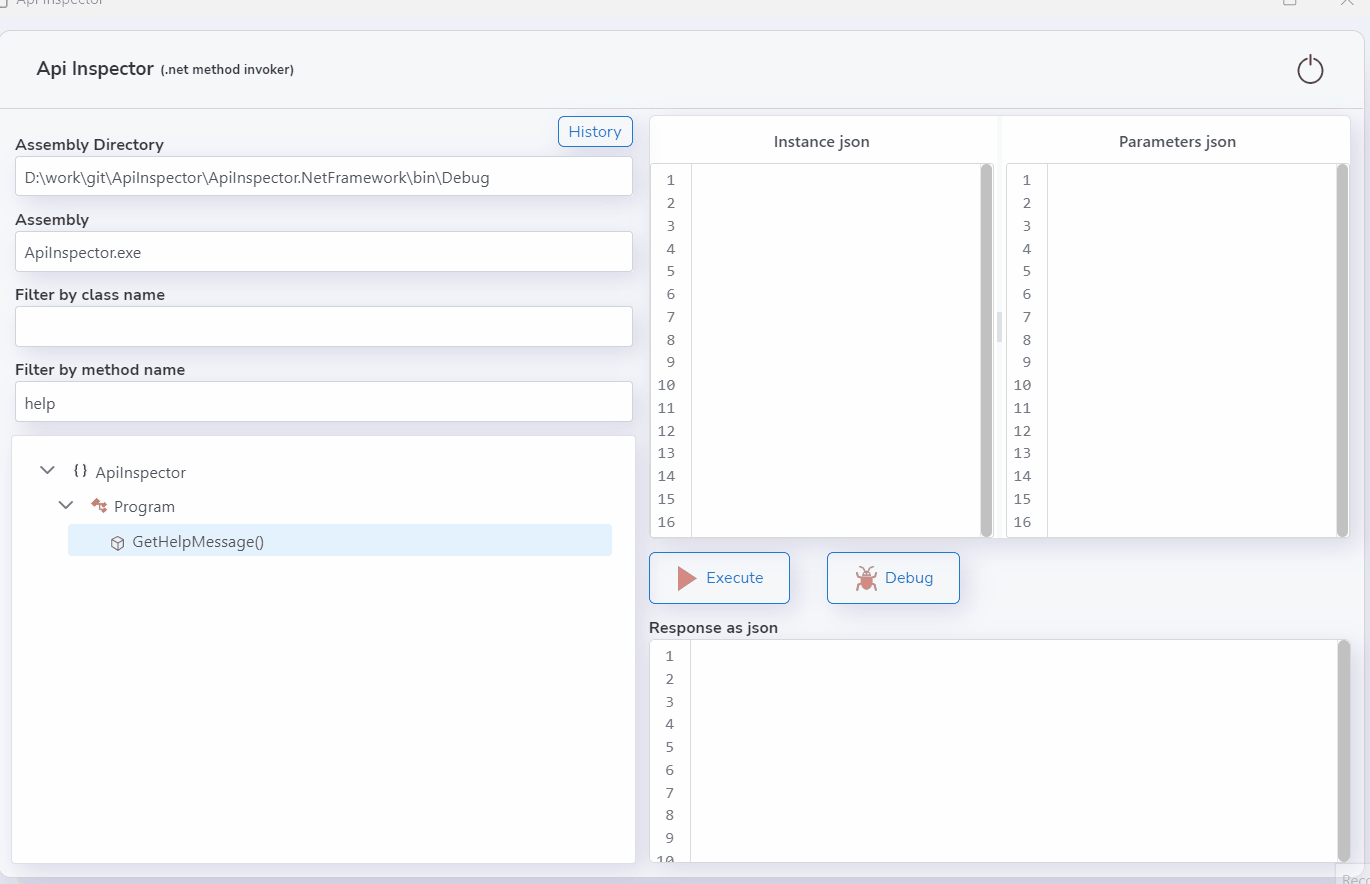 Api Inspector
Api Inspector (.net method invoker)
History
Assembly Directory
D:\work\git\ApiInspector\ApiInspector.NetFramework\bin\Debug
Assembly
ApiInspector.exe
Filter by class name
Filter by method name
help
{} ApiInspector
Program
GetHelpMessage()
Instance json
Parameters json
1
2
3
4
5
6
7
8
9
10
11
12
13
14
15
16
1
2
3
4
5
6
7
8
9
10
11
12
13
14
15
16
Execute
Debug
Response as json
1
2
3
4
5
6
7
8
9
10